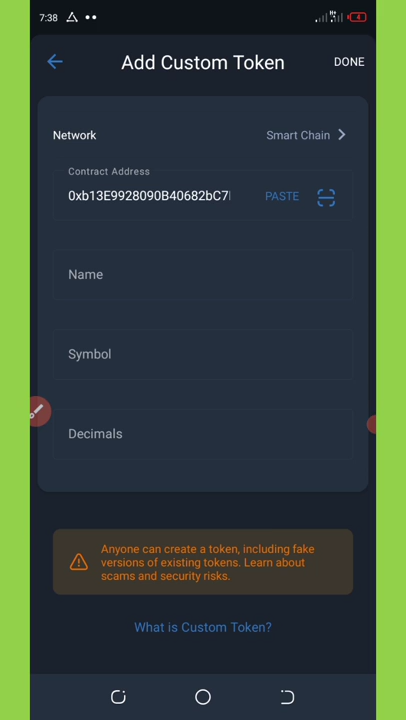 7:38
4
Add Custom Token
DONE
Network
Smart Chain
Contract Address
0xb13E9928090B40682bC7
PASTE
Name
Symbol
Decimals
Anyone can create a token, including fake
versions of existing tokens. Learn about
scams and security risks.
What is Custom Token?